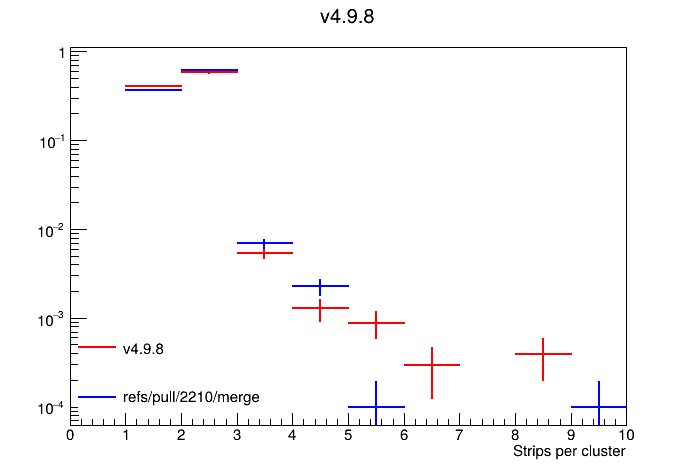 v4.9.8
1
10⁻¹
10⁻²
10⁻³
10⁻⁴
v4.9.8
refs/pull/2210/merge
0 1 2 3 4 5 6 7 8 9 10
Strips per cluster